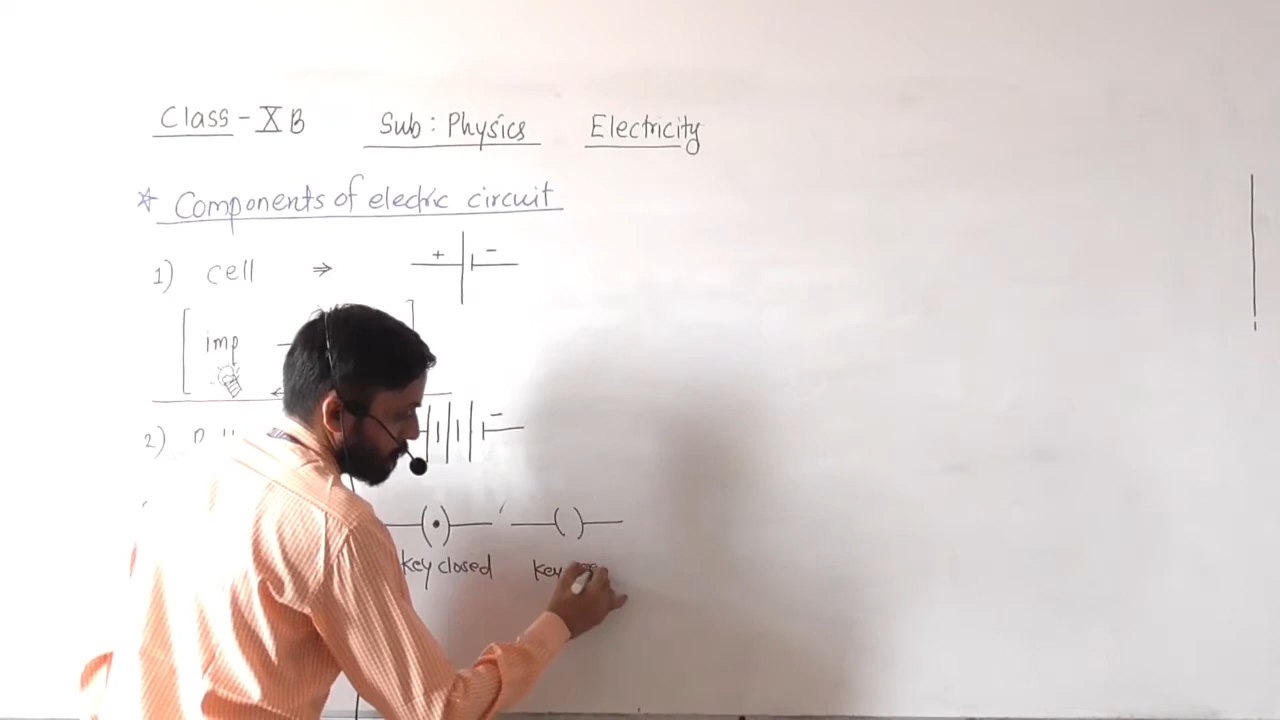 Class - X B Sub : Physics Electricity
Components of electric circuit
1) cell ⇒ + -
imp
2) -
key closed key